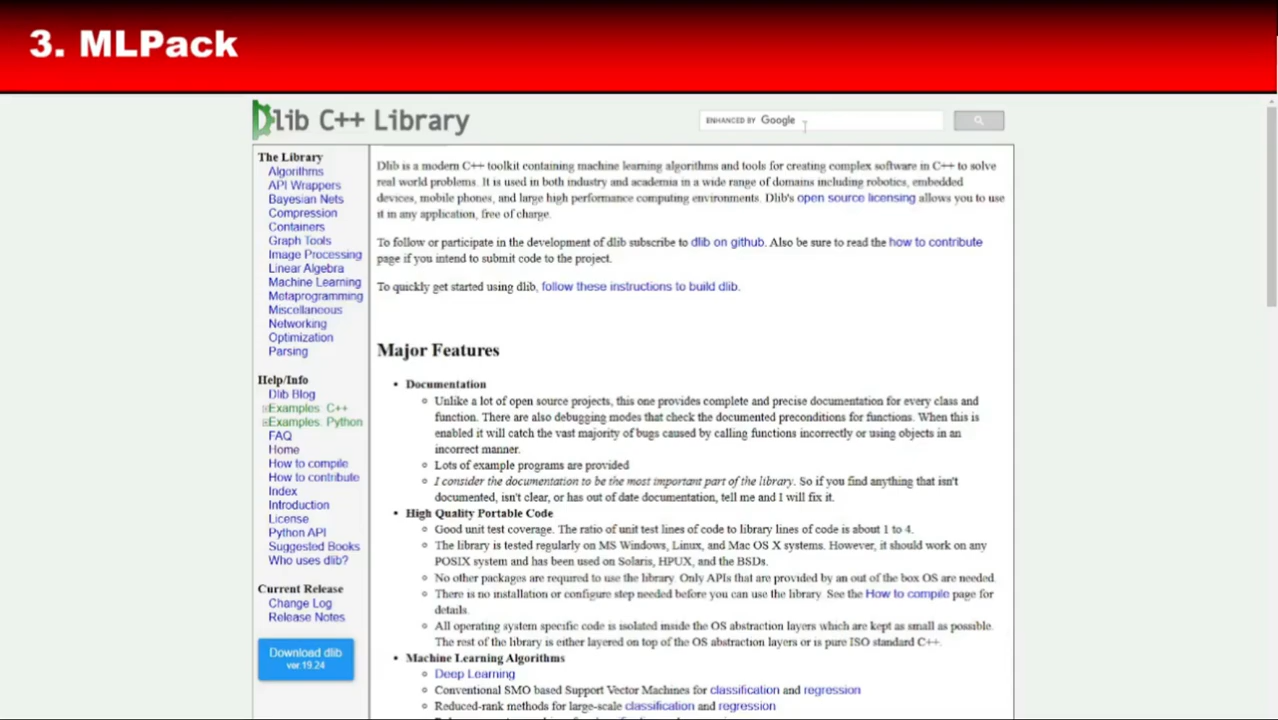 3. MLPack
Dlib C++ Library
ENHANCED BY Google
The Library
Algorithms
API Wrappers
Bayesian Nets
Compression
Containers
Graph Tools
Image Processing
Linear Algebra
Machine Learning
Metaprogramming
Miscellaneous
Networking
Optimization
Parsing
Help/Info
Dlib Blog
Examples: C++
Examples: Python
FAQ
Home
How to compile
How to contribute
Index
Introduction
License
Python API
Suggested Books
Who uses dlib?
Current Release
Change Log
Release Notes
Download dlib
ver.19.24
Dlib is a modern C++ toolkit containing machine learning algorithms and tools for creating complex software in C++ to solve
real world problems. It is used in both industry and academia in a wide range of domains including robotics, embedded
devices, mobile phones, and large high performance computing environments. Dlib's open source licensing allows you to use
it in any application, free of charge.
To follow or participate in the development of dlib subscribe to dlib on github. Also be sure to read the how to contribute
page if you intend to submit code to the project.
To quickly get started using dlib, follow these instructions to build dlib.
Major Features
• Documentation
Unlike a lot of open source projects, this one provides complete and precise documentation for every class and
function. There are also debugging modes that check the documented preconditions for functions. When this is
enabled it will catch the vast majority of bugs caused by calling functions incorrectly or using objects in an
incorrect manner.
Lots of example programs are provided
I consider the documentation to be the most important part of the library. So if you find anything that isn't
documented, isn't clear, or has out of date documentation, tell me and I will fix it.
• High Quality Portable Code
Good unit test coverage. The ratio of unit test lines of code to library lines of code is about 1 to 4.
The library is tested regularly on MS Windows, Linux, and Mac OS X systems. However, it should work on any
POSIX system and has been used on Solaris, HPUX, and the BSDs.
No other packages are required to use the library. Only APIs that are provided by an out of the box OS are needed.
There is no installation or configure step needed before you can use the library. See the How to compile page for
details.
All operating system specific code is isolated inside the OS abstraction layers which are kept as small as possible.
The rest of the library is either layered on top of the OS abstraction layers or is pure ISO standard C++.
• Machine Learning Algorithms
Deep Learning
Conventional SMO based Support Vector Machines for classification and regression
Reduced-rank methods for large-scale classification and regression